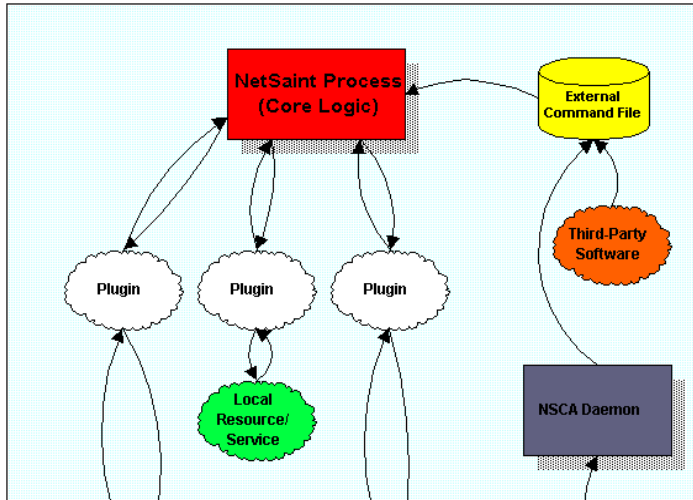 NetSaint Process
(Core Logic)
External
Command File
Third-Party
Software
Plugin
Plugin
Plugin
Local
Resource/
Service
NSCA Daemon